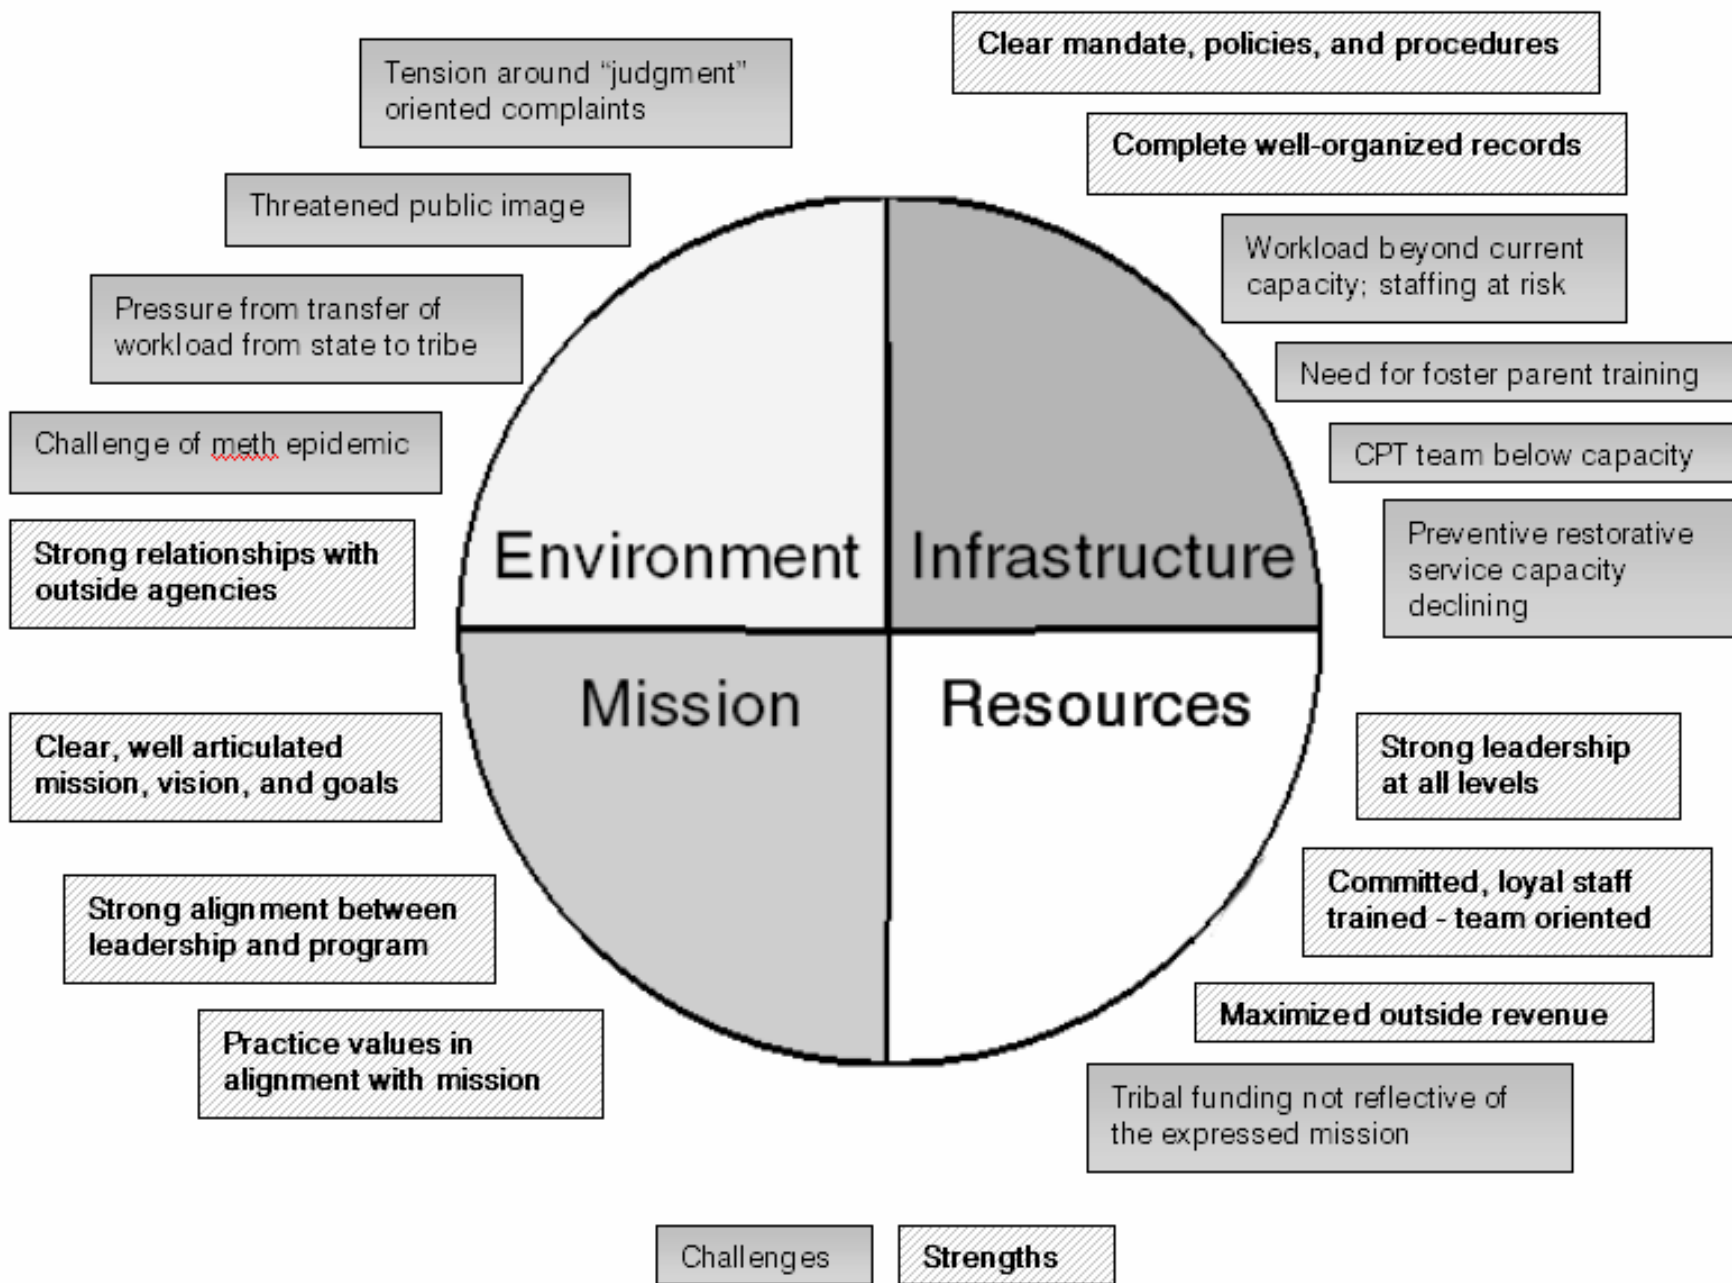 Tension around “judgment”
oriented complaints
Threatened public image
Pressure from transfer of
workload from state to tribe
Challenge of meth epidemic
Strong relationships with
outside agencies
Clear mandate, policies, and procedures
Complete well-organized records
Workload beyond current
capacity; staffing at risk
Need for foster parent training
CPT team below capacity
Preventive restorative
service capacity
declining
Environment
Infrastructure
Mission
Resources
Clear, well articulated
mission, vision, and goals
Strong alignment between
leadership and program
Practice values in
alignment with mission
Strong leadership
at all levels
Committed, loyal staff
trained - team oriented
Maximized outside revenue
Tribal funding not reflective of
the expressed mission
Challenges
Strengths